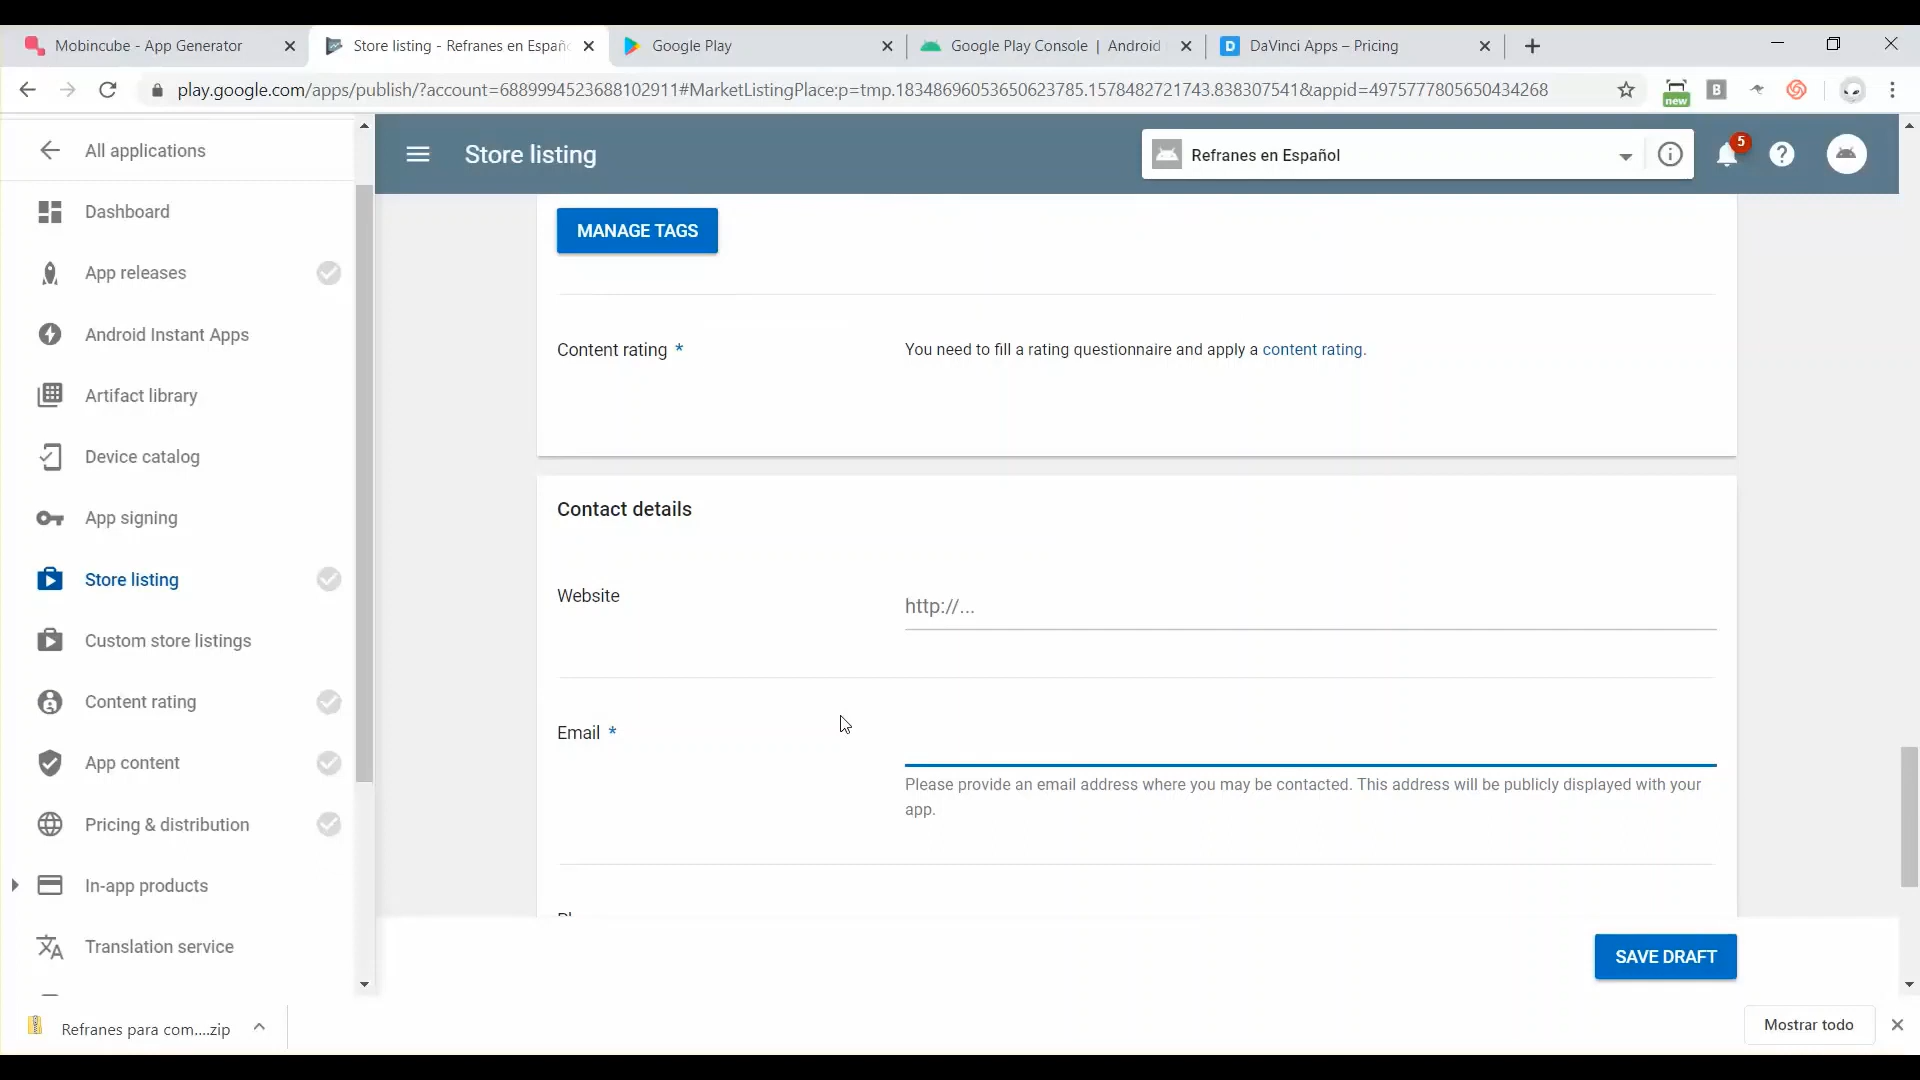 Mobincube - App Generator
Store listing - Refranes en Españ
Google Play
Google Play Console | Android
DaVinci Apps – Pricing
play.google.com/apps/publish/?account=6889994523688102911#MarketListingPlace:p=tmp.18348696053650623785.1578482721743.838307541&appid=4975777805650434268
new
B
All applications
Store listing
Refranes en Español
5
Dashboard
App releases
Android Instant Apps
Artifact library
Device catalog
App signing
Store listing
Custom store listings
Content rating
App content
Pricing & distribution
In-app products
Translation service
MANAGE TAGS
Content rating *
You need to fill a rating questionnaire and apply a content rating.
Contact details
Website
http://...
Email *
Please provide an email address where you may be contacted. This address will be publicly displayed with your
app.
SAVE DRAFT
Refranes para com....zip
Mostrar todo